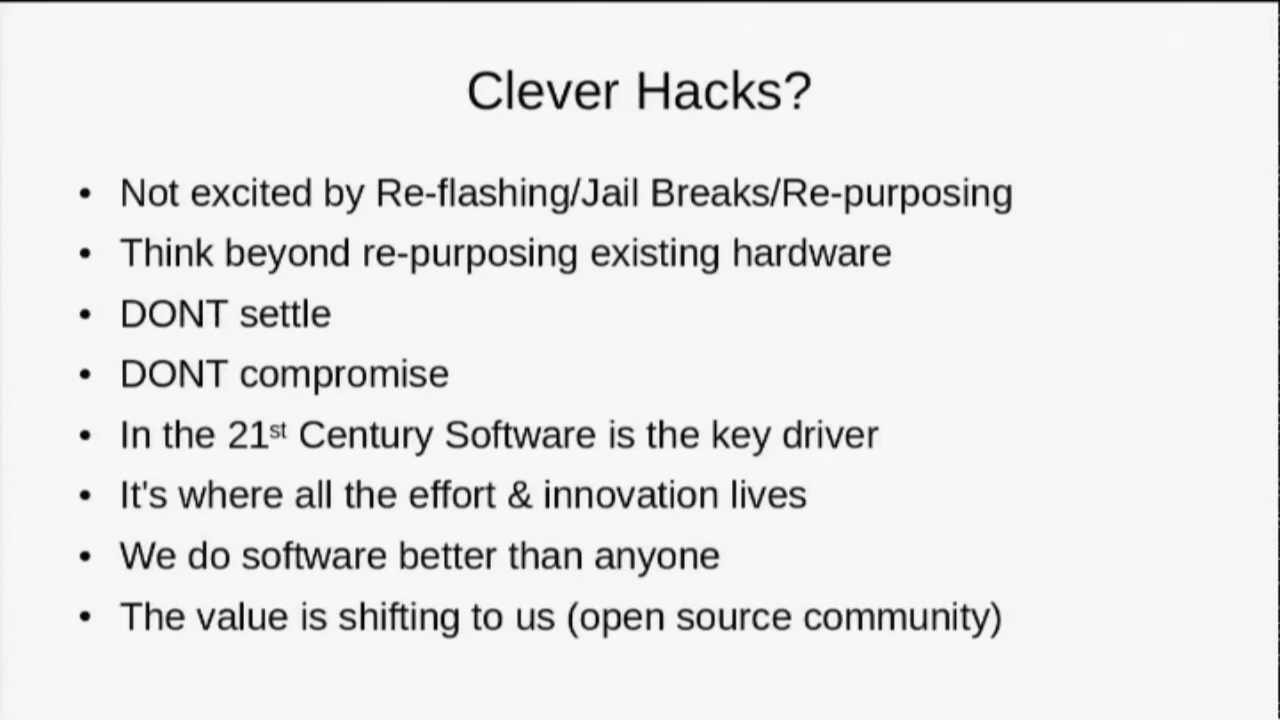 Clever Hacks?
• Not excited by Re-flashing/Jail Breaks/Re-purposing
• Think beyond re-purposing existing hardware
• DONT settle
• DONT compromise
• In the 21st Century Software is the key driver
• It's where all the effort & innovation lives
• We do software better than anyone
• The value is shifting to us (open source community)